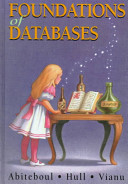 FOUNDATIONS
of
DATABASES
Abiteboul • Hull • Vianu